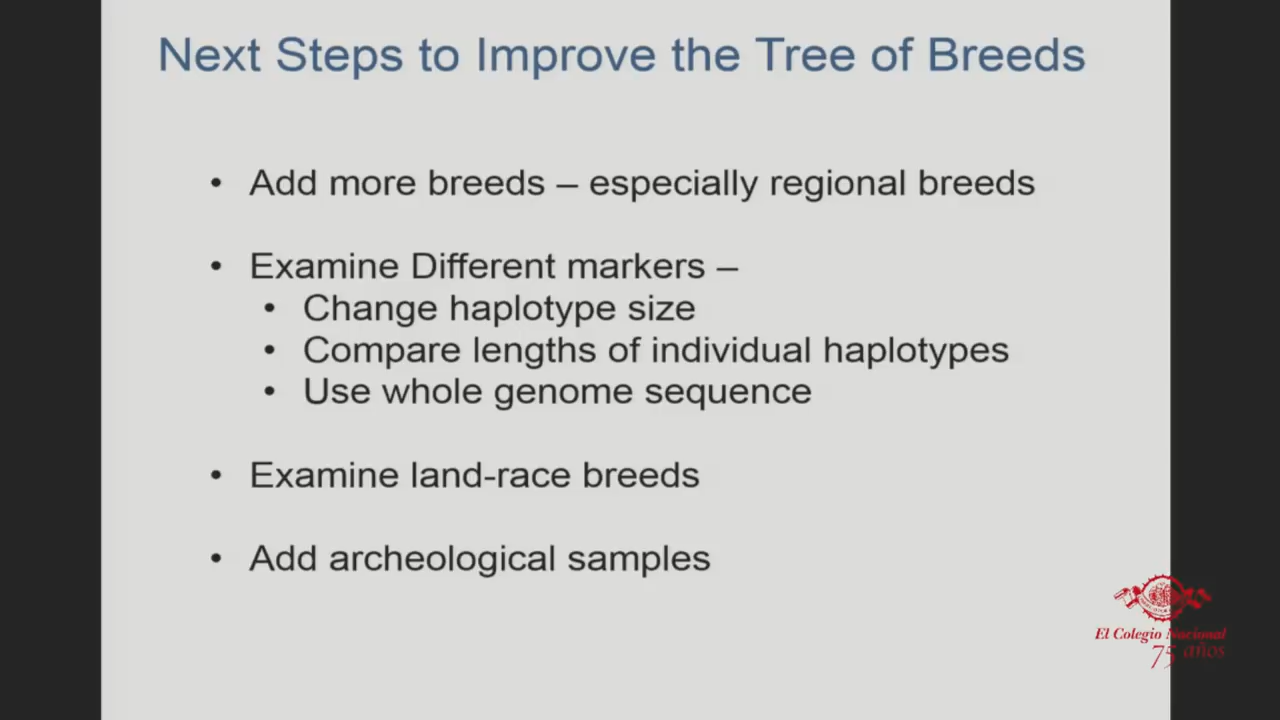 Next Steps to Improve the Tree of Breeds
• Add more breeds – especially regional breeds
• Examine Different markers –
• Change haplotype size
• Compare lengths of individual haplotypes
• Use whole genome sequence
• Examine land-race breeds
• Add archeological samples
El Colegio Nacional
75 años